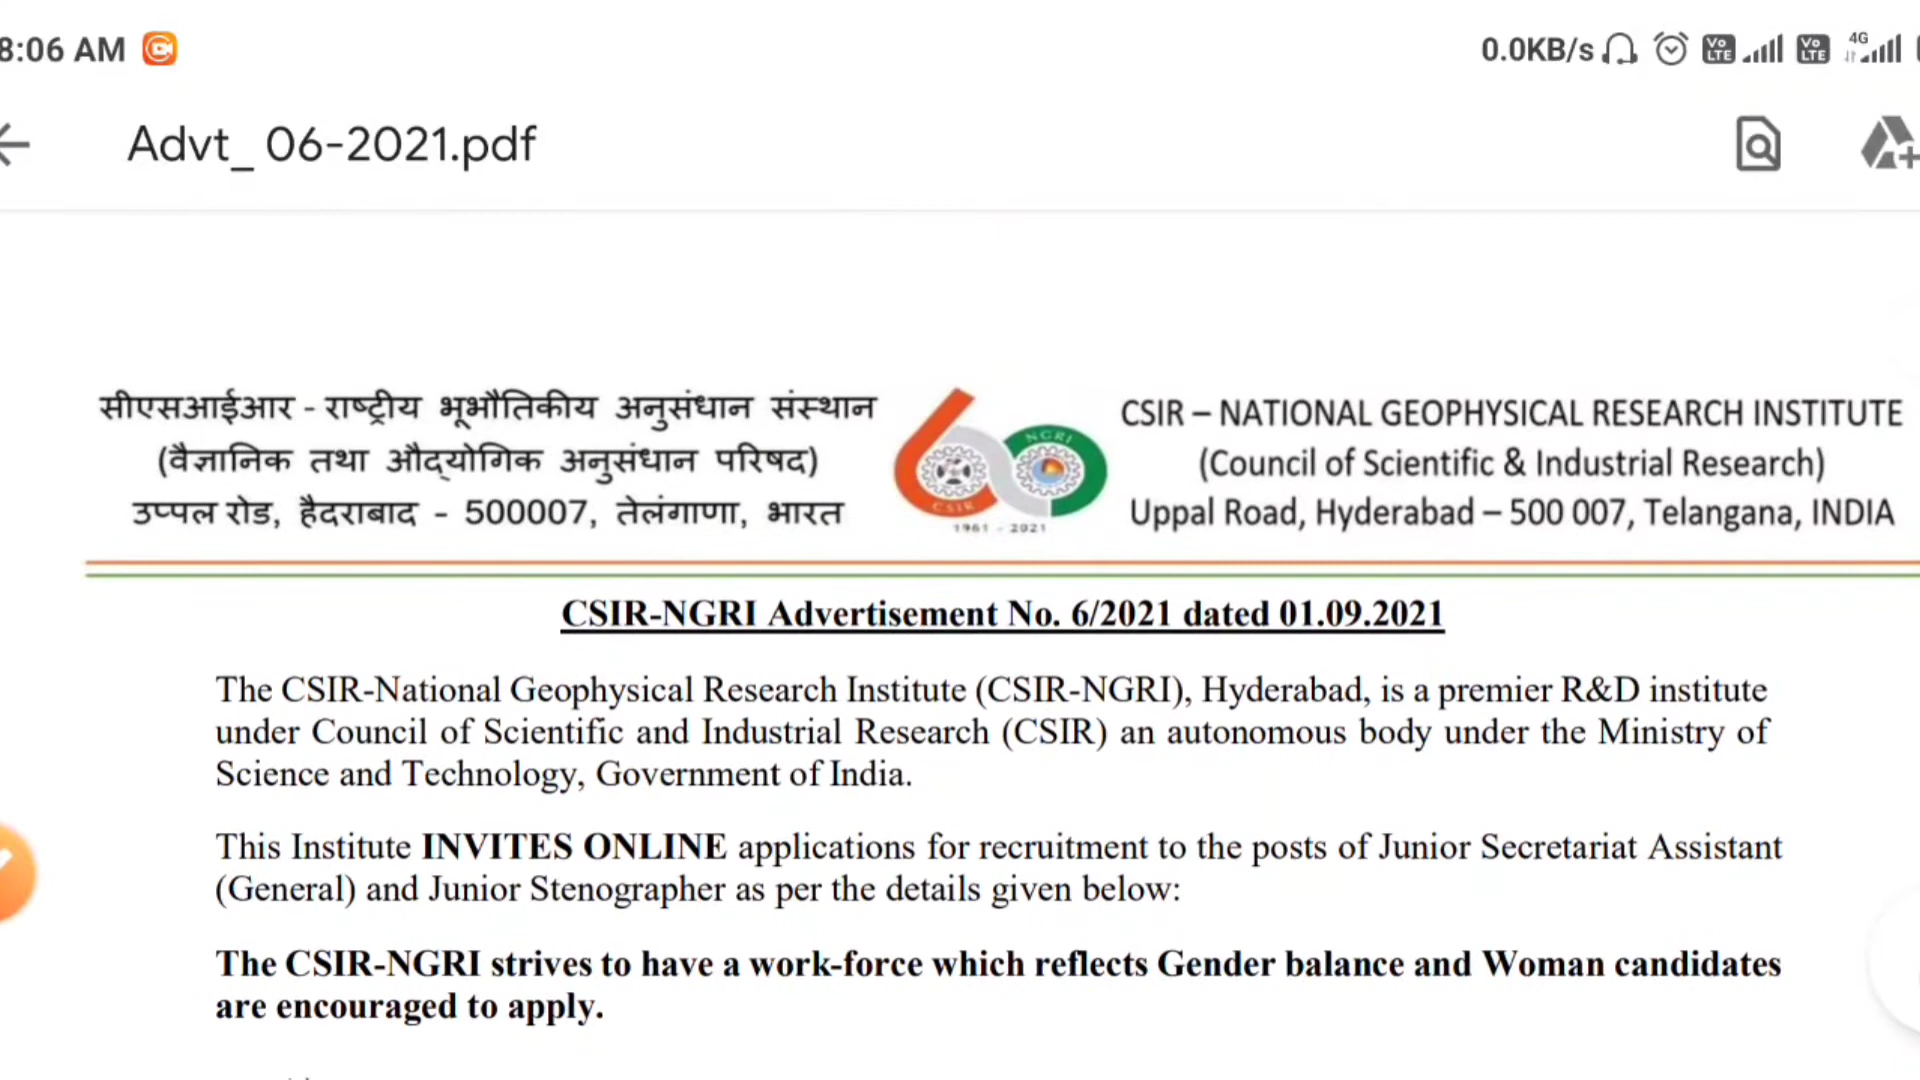 8:06 AM
0.0KB/s
Vo LTE
Vo LTE
4G
Advt_ 06-2021.pdf
सीएसआईआर - राष्ट्रीय भूभौतिकीय अनुसंधान संस्थान
(वैज्ञानिक तथा औद्योगिक अनुसंधान परिषद)
उप्पल रोड, हैदराबाद - 500007, तेलंगाणा, भारत
NGRI
CSIR
1961 - 2021
CSIR – NATIONAL GEOPHYSICAL RESEARCH INSTITUTE
(Council of Scientific & Industrial Research)
Uppal Road, Hyderabad – 500 007, Telangana, INDIA
CSIR-NGRI Advertisement No. 6/2021 dated 01.09.2021
The CSIR-National Geophysical Research Institute (CSIR-NGRI), Hyderabad, is a premier R&D institute
under Council of Scientific and Industrial Research (CSIR) an autonomous body under the Ministry of
Science and Technology, Government of India.
This Institute INVITES ONLINE applications for recruitment to the posts of Junior Secretariat Assistant
(General) and Junior Stenographer as per the details given below:
The CSIR-NGRI strives to have a work-force which reflects Gender balance and Woman candidates
are encouraged to apply.